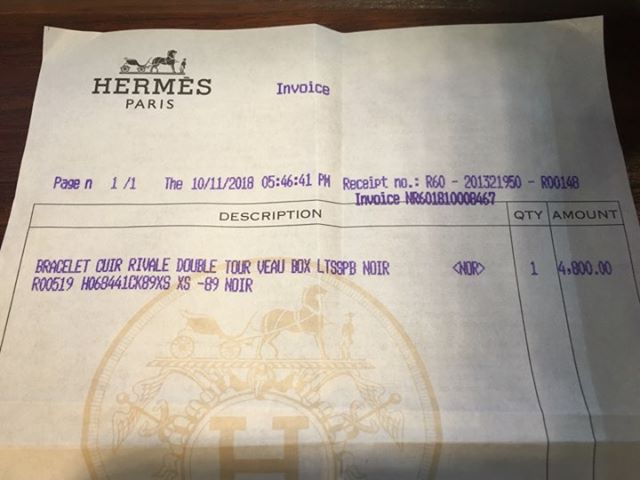 HERMÈS
PARIS
Invoice
Page n 1 /1 The 10/11/2018 05:46:41 PM Receipt no.: R60 - 201321950 - R00148
Invoice NR601810008467
DESCRIPTION QTY AMOUNT
BRACELET CUIR RIVALE DOUBLE TOUR VEAU BOX LTSSPB NOIR <NOR> 1 4,800.00
R00519 H068441CK89XS XS -89 NOIR
H